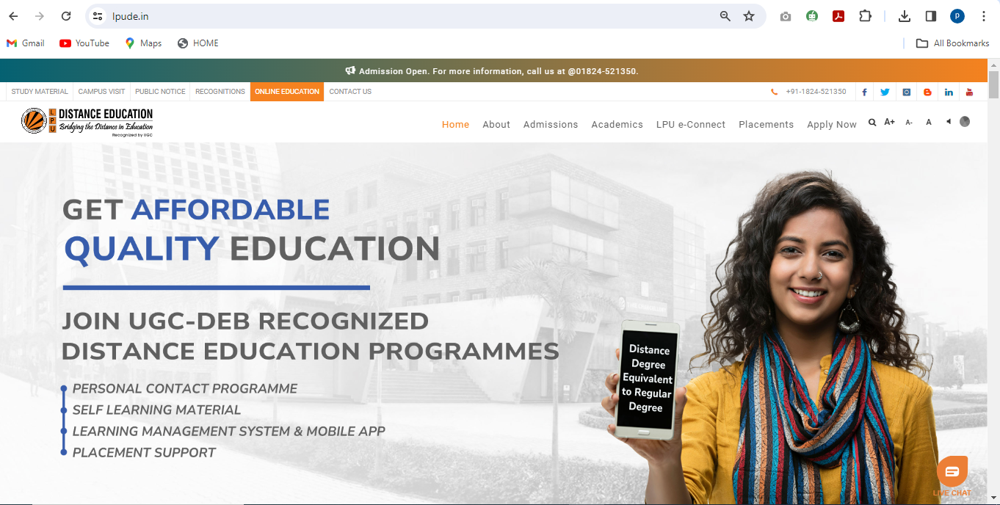 lpude.in
P
Gmail
YouTube
Maps
HOME
All Bookmarks
Admission Open. For more information, call us at @01824-521350.
STUDY MATERIAL
CAMPUS VISIT
PUBLIC NOTICE
RECOGNITIONS
ONLINE EDUCATION
CONTACT US
+91-1824-521350
LPU
DISTANCE EDUCATION
Bridging the Distance in Education
Recognized by UGC
Home
About
Admissions
Academics
LPU e-Connect
Placements
Apply Now
A+
A-
A
GET AFFORDABLE
QUALITY EDUCATION
JOIN UGC-DEB RECOGNIZED
DISTANCE EDUCATION PROGRAMMES
PERSONAL CONTACT PROGRAMME
SELF LEARNING MATERIAL
LEARNING MANAGEMENT SYSTEM & MOBILE APP
PLACEMENT SUPPORT
Distance
Degree
Equivalent
to Regular
Degree
LIVE CHAT